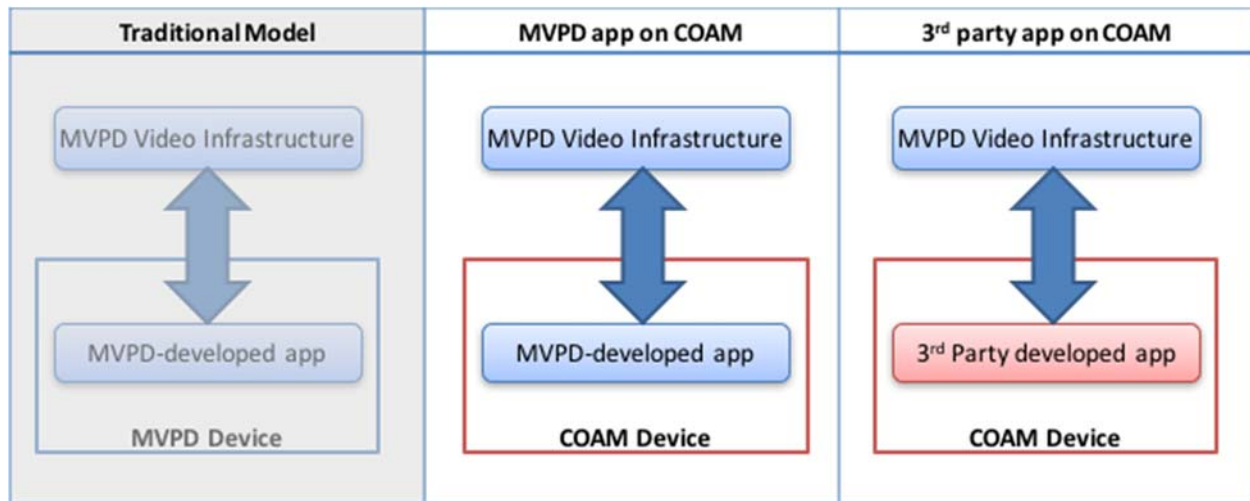 Traditional Model
MVPD app on COAM
3rd party app on COAM
MVPD Video Infrastructure
MVPD Video Infrastructure
MVPD Video Infrastructure
MVPD-developed app
MVPD-developed app
3rd Party developed app
MVPD Device
COAM Device
COAM Device